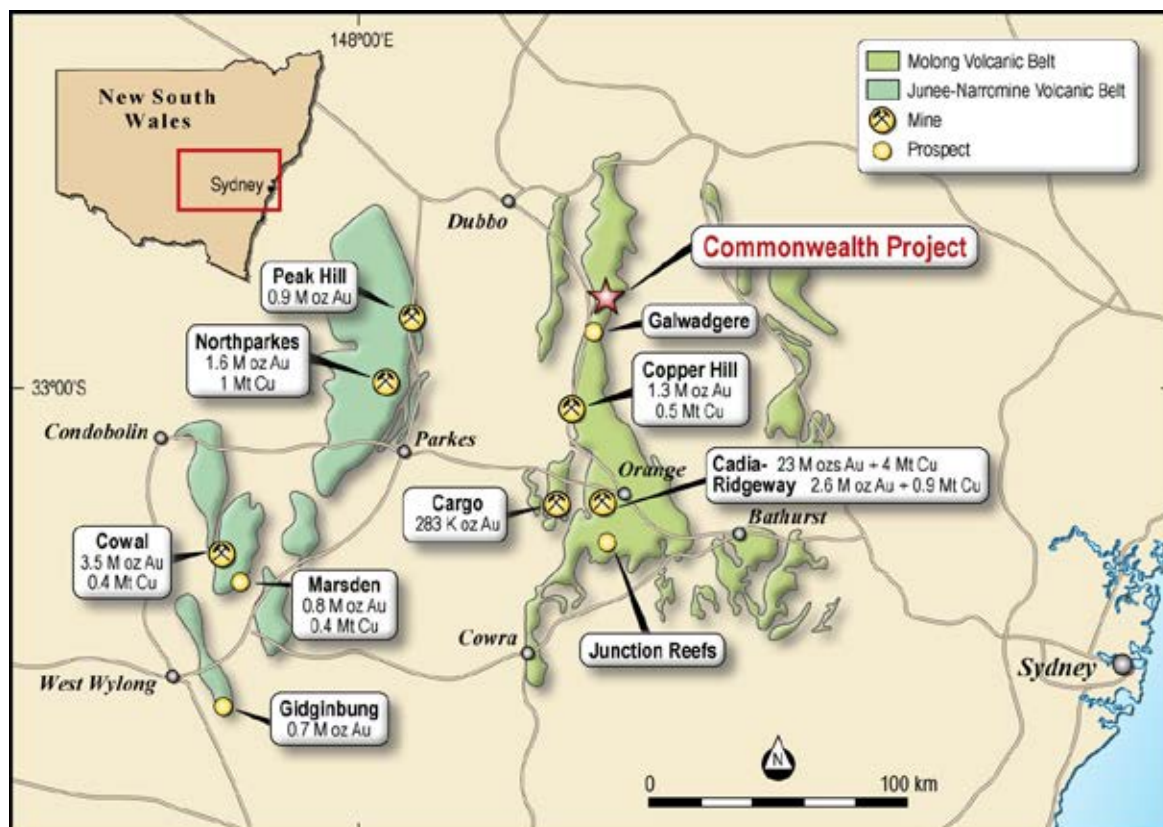 148°00'E
New South
Wales
Sydney
Molong Volcanic Belt
Junee-Narromine Volcanic Belt
Mine
Prospect
Dubbo
Commonwealth Project
Peak Hill
0.9 M oz Au
Galwadgere
Northparkes
1.6 M oz Au
1 Mt Cu
33°00'S
Copper Hill
1.3 M oz Au
0.5 Mt Cu
Condobolin
Parkes
Orange
Cadia- 23 M ozs Au + 4 Mt Cu
Ridgeway 2.6 M oz Au + 0.9 Mt Cu
Cargo
283 K oz Au
Bathurst
Cowal
3.5 M oz Au
0.4 Mt Cu
Marsden
0.8 M oz Au
0.4 Mt Cu
Cowra
Junction Reefs
Sydney
West Wylong
Gidginbung
0.7 M oz Au
N
0 100 km